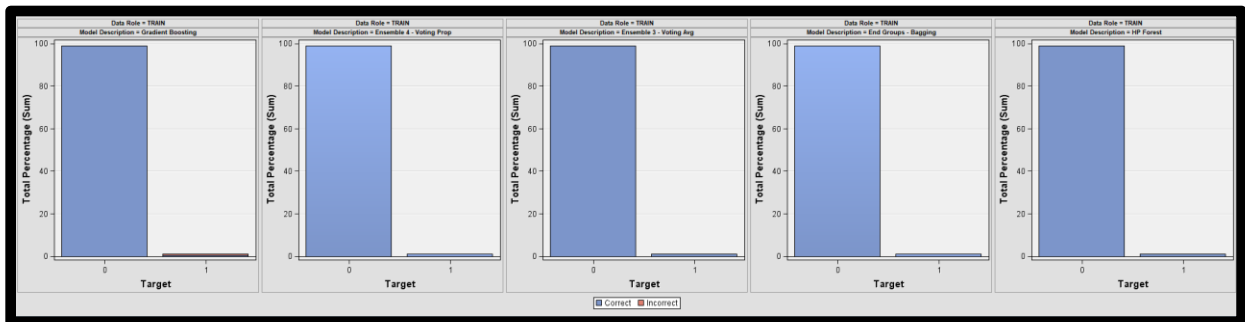 Data Role = TRAIN
Model Description = Gradient Boosting
Total Percentage (Sum)
100
80
60
40
20
0
0 1
Target
Data Role = TRAIN
Model Description = Ensemble 4 - Voting Prop
Total Percentage (Sum)
100
80
60
40
20
0
0 1
Target
Data Role = TRAIN
Model Description = Ensemble 3 - Voting Avg
Total Percentage (Sum)
100
80
60
40
20
0
0 1
Target
Data Role = TRAIN
Model Description = End Groups - Bagging
Total Percentage (Sum)
100
80
60
40
20
0
0 1
Target
Data Role = TRAIN
Model Description = HP Forest
Total Percentage (Sum)
100
80
60
40
20
0
0 1
Target
Correct Incorrect